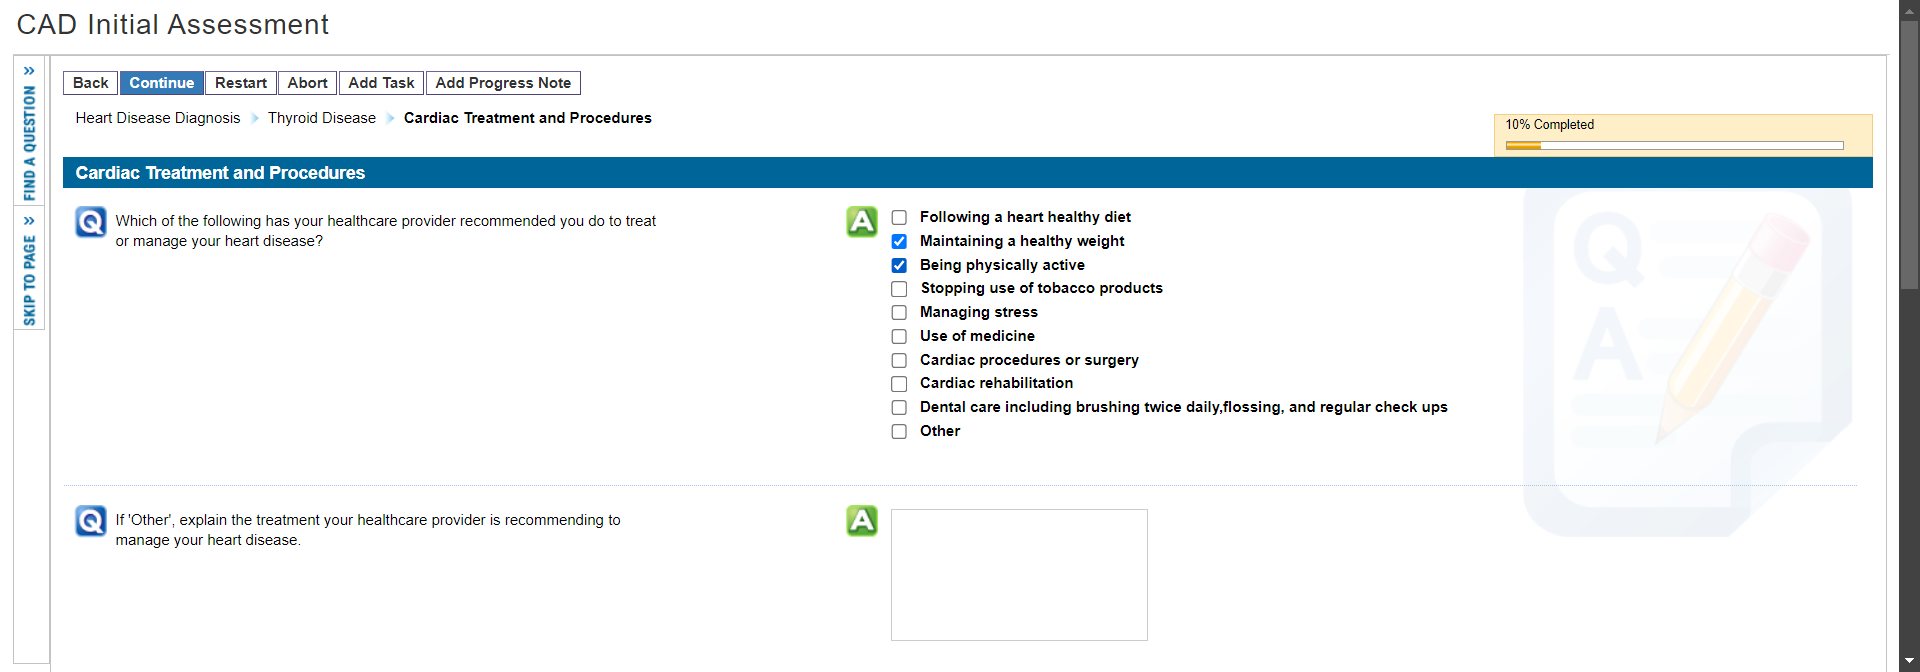 CAD Initial Assessment
» FIND A QUESTION
» SKIP TO PAGE
Back Continue Restart Abort Add Task Add Progress Note
Heart Disease Diagnosis Thyroid Disease Cardiac Treatment and Procedures
10% Completed
Cardiac Treatment and Procedures
Q Which of the following has your healthcare provider recommended you do to treat
or manage your heart disease?
A Following a heart healthy diet
Maintaining a healthy weight
Being physically active
Stopping use of tobacco products
Managing stress
Use of medicine
Cardiac procedures or surgery
Cardiac rehabilitation
Dental care including brushing twice daily,flossing, and regular check ups
Other
Q
A
Q If 'Other', explain the treatment your healthcare provider is recommending to
manage your heart disease.
A